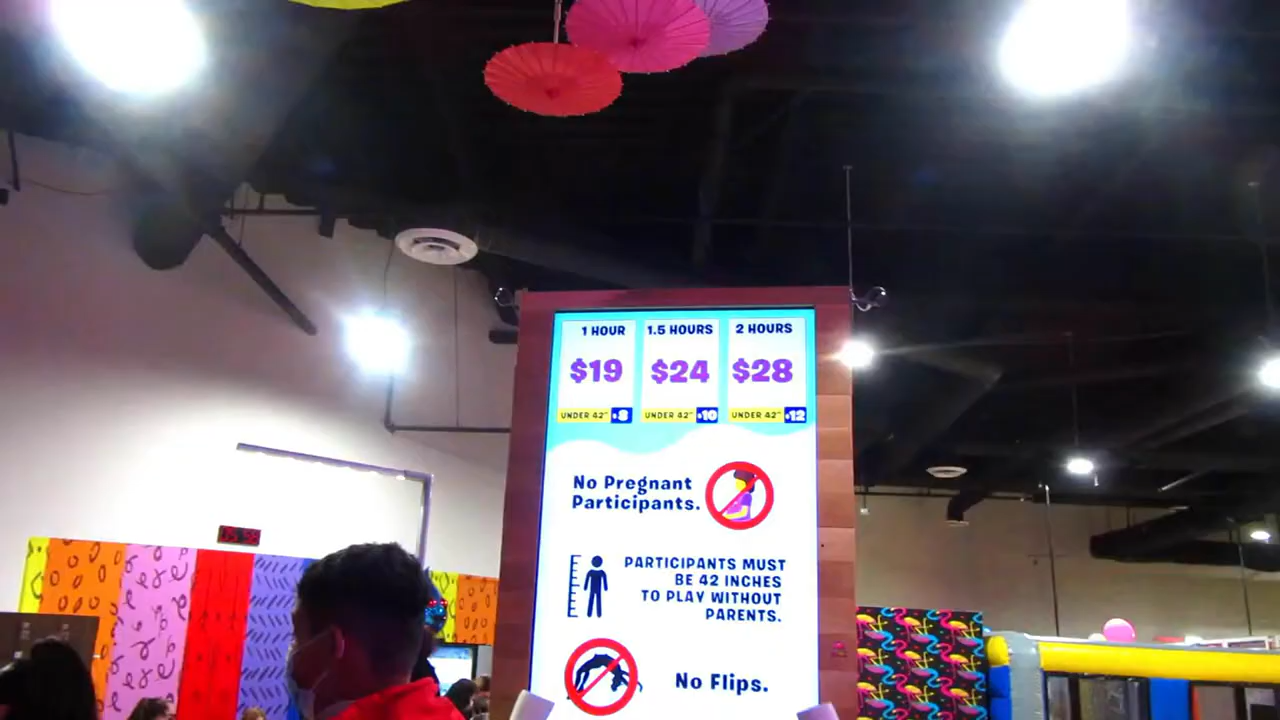 1 HOUR 1.5 HOURS 2 HOURS
$19 $24 $28
UNDER 42" $8 UNDER 42" $10 UNDER 42" $12
No Pregnant
Participants.
PARTICIPANTS MUST
BE 42 INCHES
TO PLAY WITHOUT
PARENTS.
No Flips.